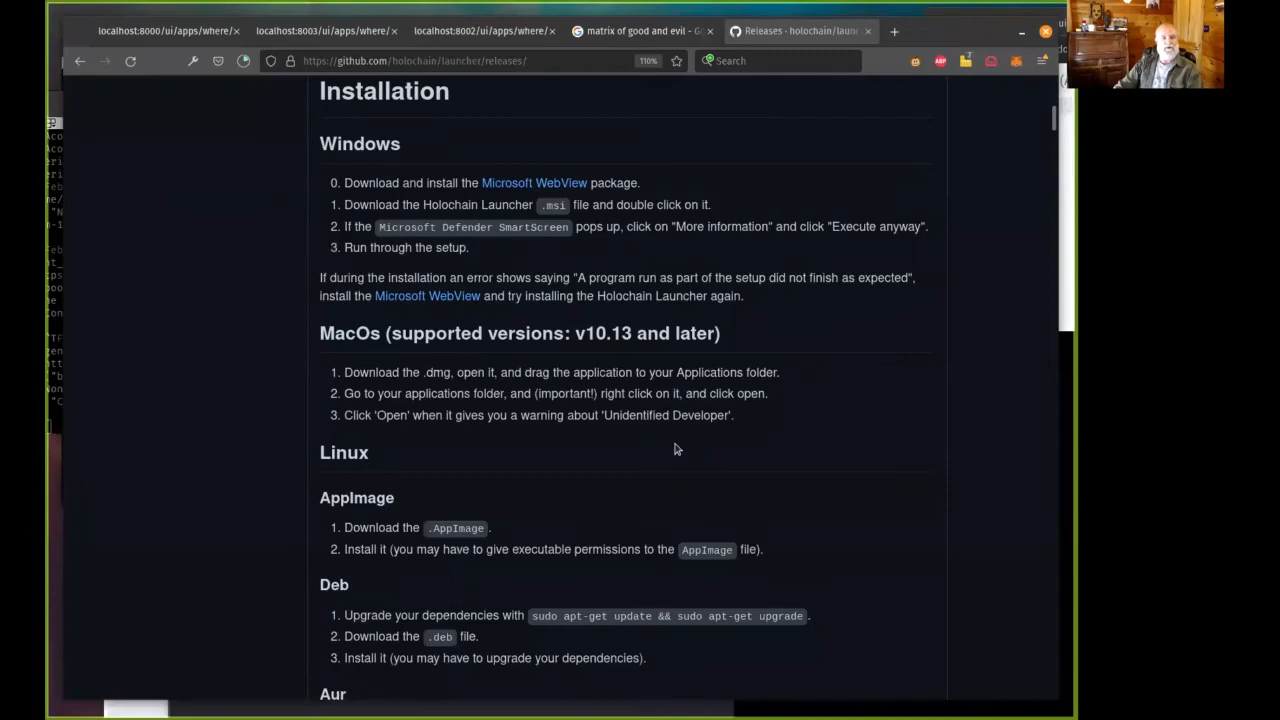 localhost:8000/ui/apps/where/ ×
localhost:8003/ui/apps/where/ ×
localhost:8002/ui/apps/where/ ×
matrix of good and evil - G ×
Releases · holochain/laun ×
https://github.com/holochain/launcher/releases/
110%
Search
Installation
Windows
0. Download and install the Microsoft WebView package.
1. Download the Holochain Launcher .msi file and double click on it.
2. If the Microsoft Defender SmartScreen pops up, click on "More information" and click "Execute anyway".
3. Run through the setup.
If during the installation an error shows saying "A program run as part of the setup did not finish as expected",
install the Microsoft WebView and try installing the Holochain Launcher again.
MacOs (supported versions: v10.13 and later)
1. Download the .dmg, open it, and drag the application to your Applications folder.
2. Go to your applications folder, and (important!) right click on it, and click open.
3. Click 'Open' when it gives you a warning about 'Unidentified Developer'.
Linux
AppImage
1. Download the .AppImage.
2. Install it (you may have to give executable permissions to the AppImage file).
Deb
1. Upgrade your dependencies with sudo apt-get update && sudo apt-get upgrade.
2. Download the .deb file.
3. Install it (you may have to upgrade your dependencies).
Aur